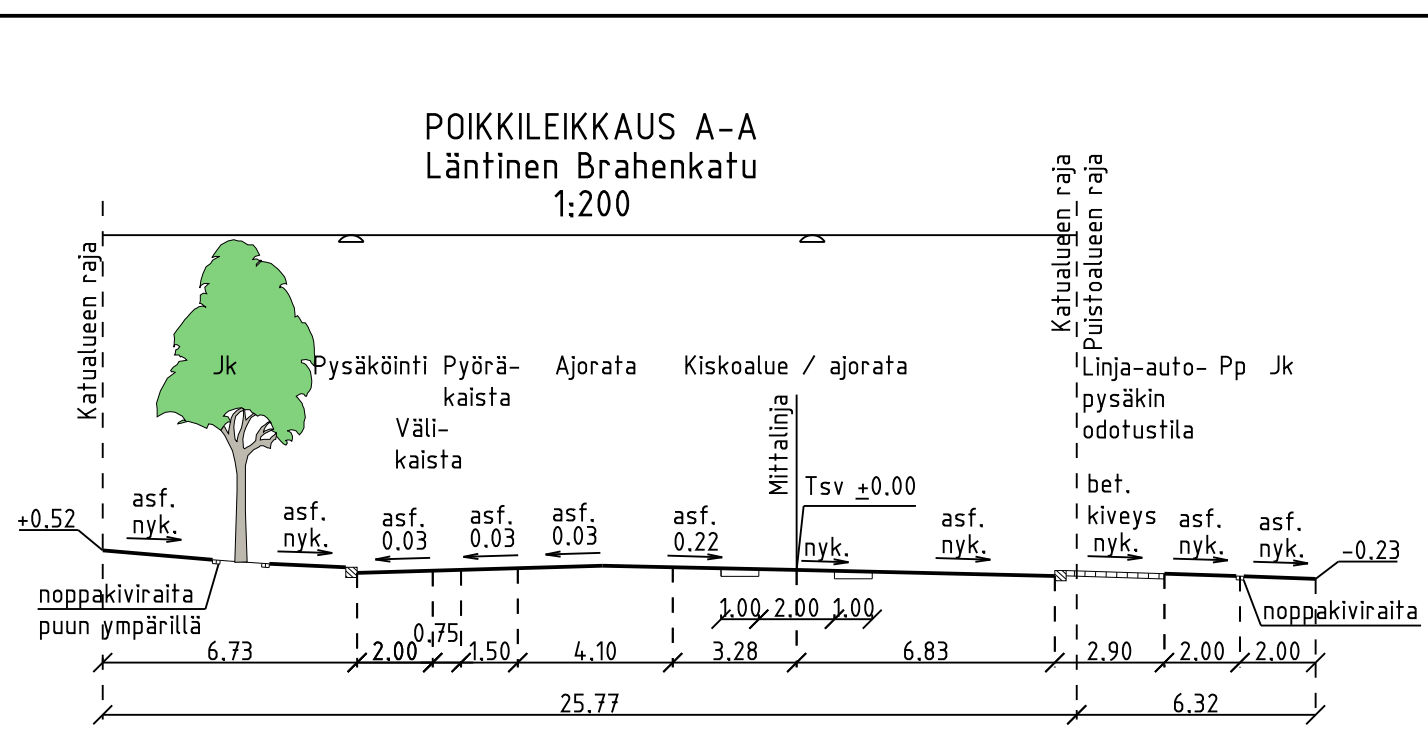 POIKKILEIKKAUS A-A
Läntinen Brahenkatu
1:200
Katualueen raja
Katualueen raja
Puistoalueen raja
Jk
Pysäköinti
Pyörä-
kaista
Väli-
kaista
Ajorata
Kiskoalue / ajorata
Mittalinja
Linja-auto-
pysäkin
odotustila
Pp
Jk
+0.52
asf.
nyk.
asf.
nyk.
asf.
0.03
asf.
0.03
asf.
0.03
asf.
0.22
Tsv ±0.00
nyk.
asf.
nyk.
bet.
kiveys
nyk.
asf.
nyk.
asf.
nyk.
-0.23
noppakiviraita
puun ympärillä
noppakiviraita
1.00 2.00 1.00
6.73 2.00 0.75 1.50 4.10 3.28 6.83 2.90 2.00 2.00
25.77 6.32